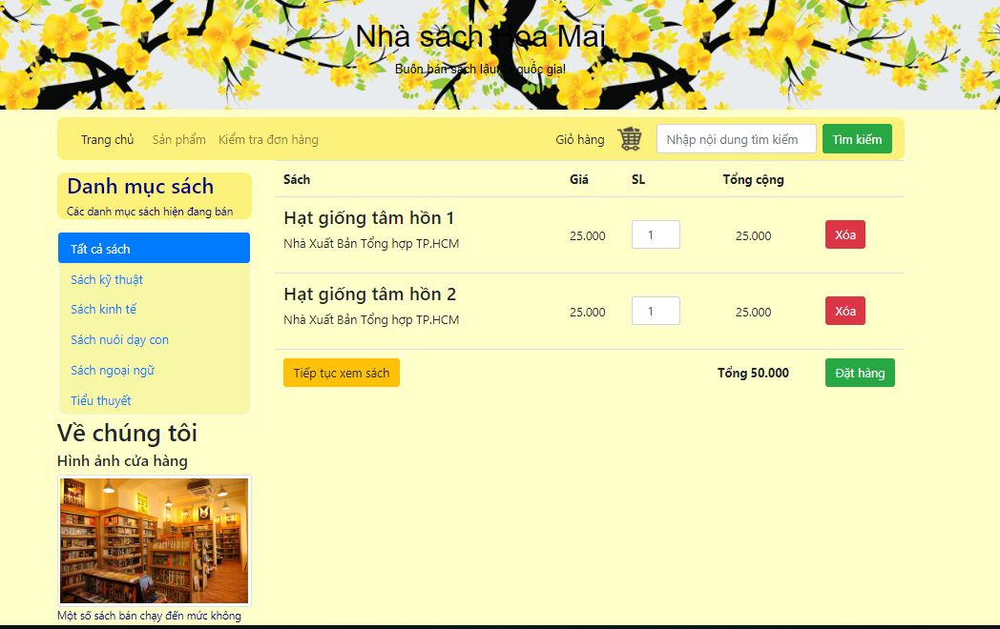 Nhà sách Hoa Mai
Buôn bán sách lậu quốc gia!
Trang chủ Sản phẩm Kiểm tra đơn hàng Giỏ hàng Nhập nội dung tìm kiếm Tìm kiếm
Danh mục sách
Các danh mục sách hiện đang bán
Tất cả sách
Sách kỹ thuật
Sách kinh tế
Sách nuôi dạy con
Sách ngoại ngữ
Tiểu thuyết
Về chúng tôi
Hình ảnh cửa hàng
Một số sách bán chạy đến mức không
Sách Giá SL Tổng cộng
Hạt giống tâm hồn 1
Nhà Xuất Bản Tổng hợp TP.HCM
25.000 1 25.000 Xóa
Hạt giống tâm hồn 2
Nhà Xuất Bản Tổng hợp TP.HCM
25.000 1 25.000 Xóa
Tiếp tục xem sách Tổng 50.000 Đặt hàng